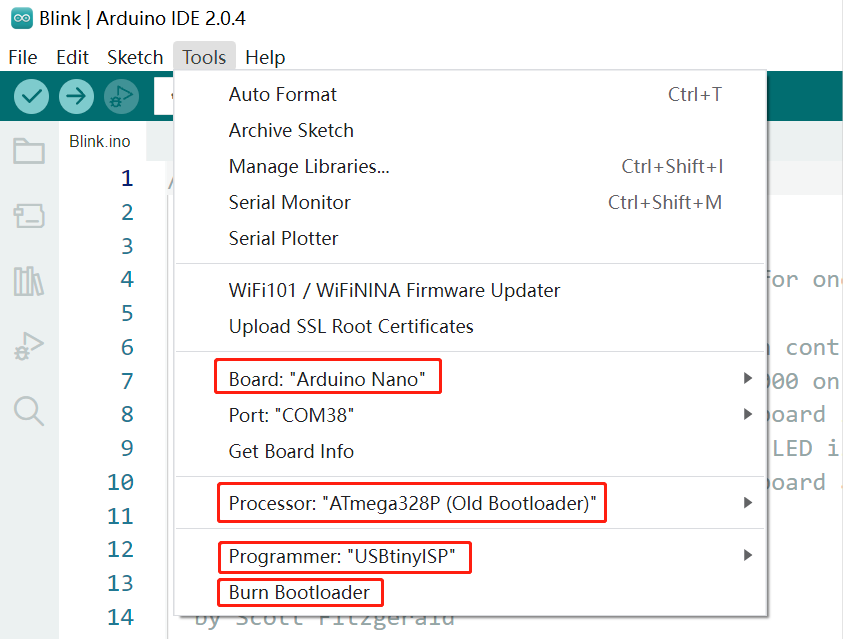 Blink | Arduino IDE 2.0.4
File Edit Sketch Tools Help
Blink.ino
Auto Format Ctrl+T
Archive Sketch
Manage Libraries... Ctrl+Shift+I
Serial Monitor Ctrl+Shift+M
Serial Plotter
WiFi101 / WiFiNINA Firmware Updater
Upload SSL Root Certificates
Board: "Arduino Nano"
Port: "COM38"
Get Board Info
Processor: "ATmega328P (Old Bootloader)"
Programmer: "USBtinyISP"
Burn Bootloader
1
2
3
4 for on
5
6 cont
7 000 on
8 board
9 LED i
10 board
11
12
13
14 by Scott Fitzgerald